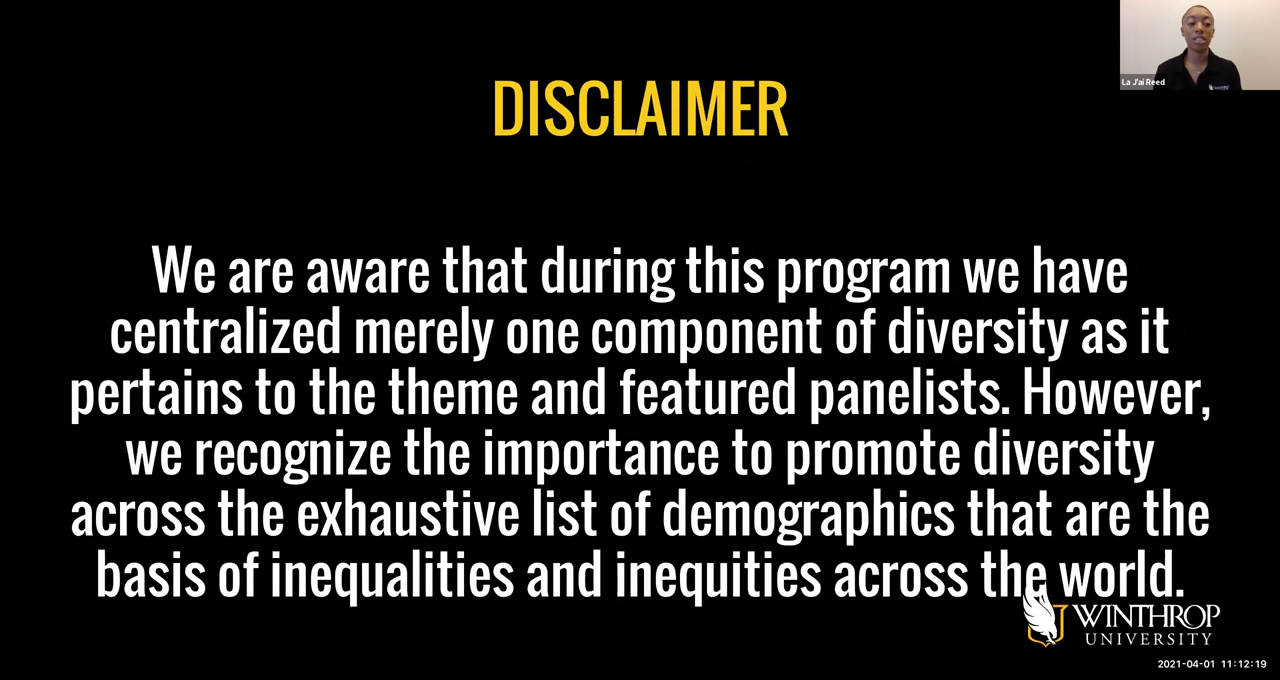 La J'ai Reed
DISCLAIMER
We are aware that during this program we have
centralized merely one component of diversity as it
pertains to the theme and featured panelists. However,
we recognize the importance to promote diversity
across the exhaustive list of demographics that are the
basis of inequalities and inequities across the world.
WINTHROP
UNIVERSITY
2021-04-01 11:12:19